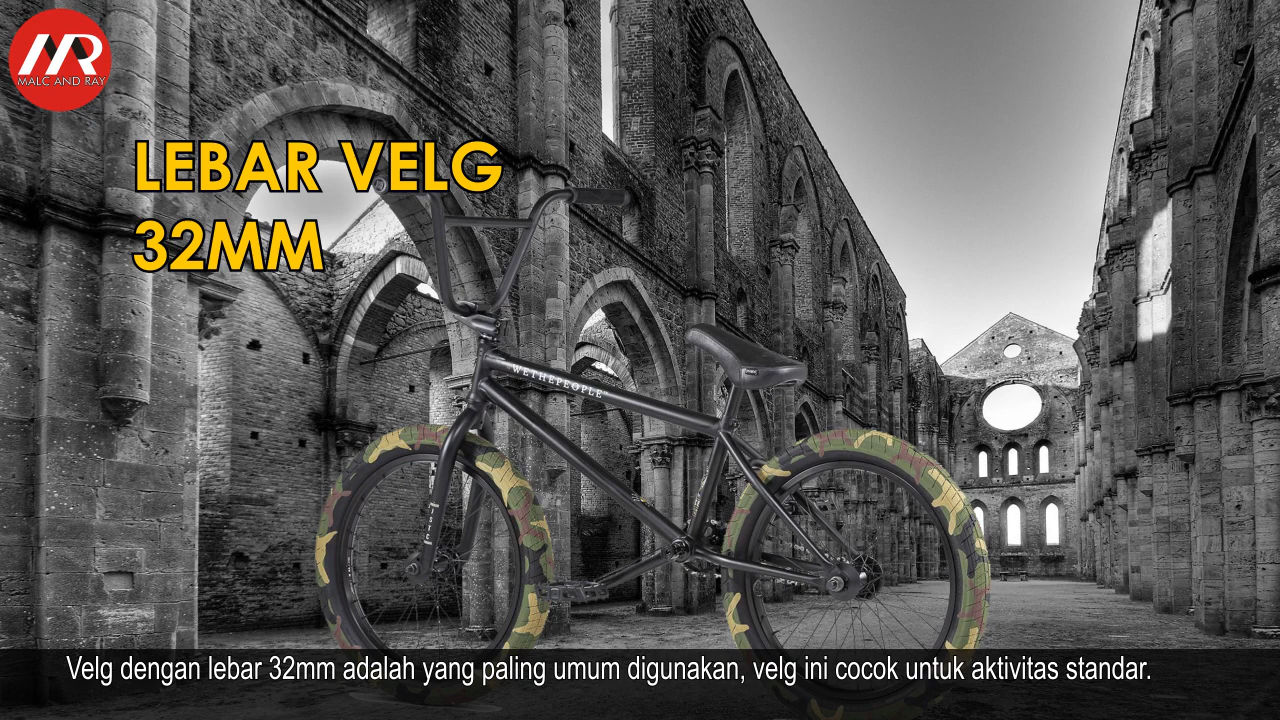 MR
MALC AND RAY
LEBAR VELG
32MM
WETHEPEOPLE
Velg dengan lebar 32mm adalah yang paling umum digunakan, velg ini cocok untuk aktivitas standar.